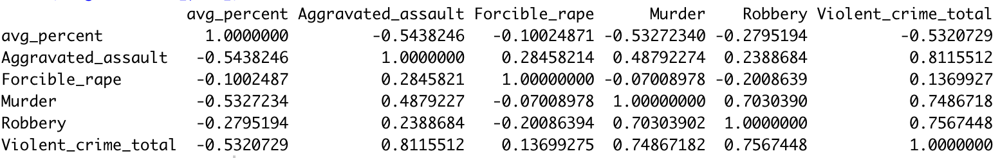 avg_percent Aggravated_assault Forcible_rape Murder Robbery Violent_crime_total
avg_percent 1.0000000 -0.5438246 -0.10024871 -0.53272340 -0.2795194 -0.5320729
Aggravated_assault -0.5438246 1.0000000 0.28458214 0.48792274 0.2388684 0.8115512
Forcible_rape -0.1002487 0.2845821 1.00000000 -0.07008978 -0.2008639 0.1369927
Murder -0.5327234 0.4879227 -0.07008978 1.00000000 0.7030390 0.7486718
Robbery -0.2795194 0.2388684 -0.20086394 0.70303902 1.0000000 0.7567448
Violent_crime_total -0.5320729 0.8115512 0.13699275 0.74867182 0.7567448 1.0000000